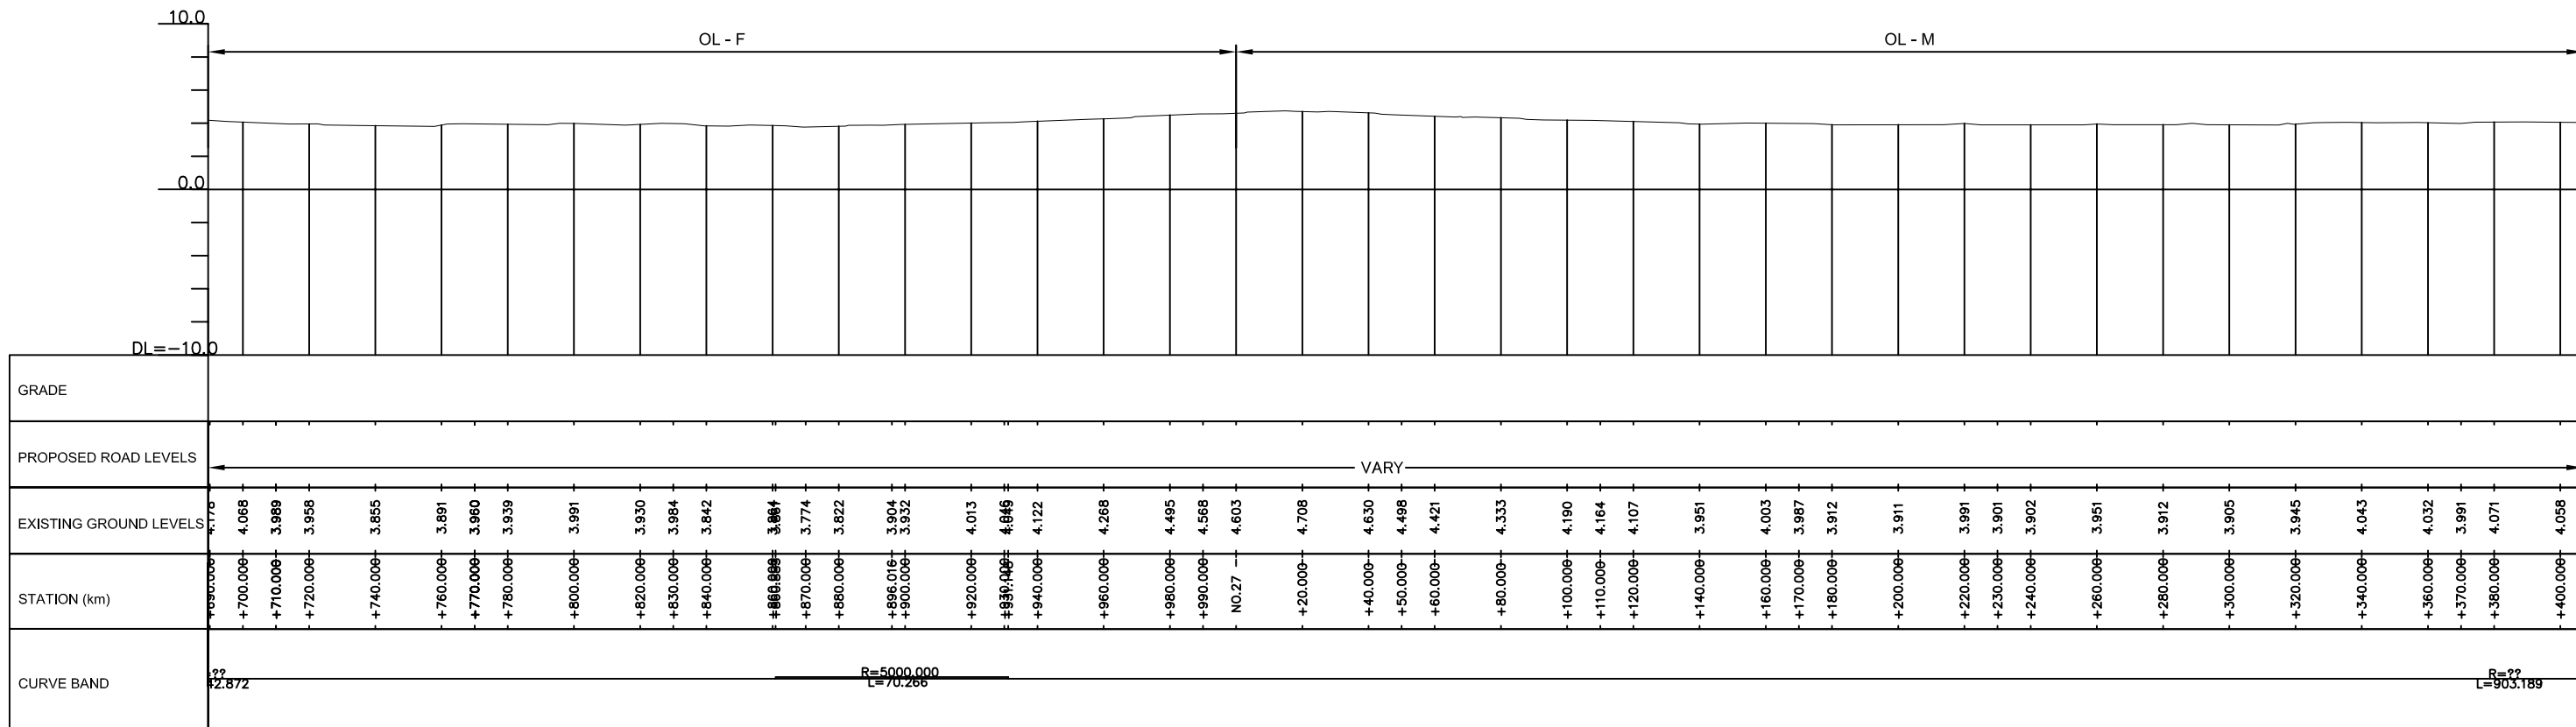 10.0
OL - F
OL - M
0.0
DL=-10.0
GRADE
PROPOSED ROAD LEVELS
VARY
EXISTING GROUND LEVELS
4.178 4.068 3.989 3.958 3.855 3.891 3.960 3.939 3.991 3.930 3.984 3.842 3.774 3.822 3.904 3.932 4.013 4.122 4.268 4.495 4.568 4.603 4.708 4.630 4.498 4.421 4.333 4.190 4.164 4.107 3.951 4.003 3.987 3.912 3.911 3.991 3.901 3.902 3.951 3.912 3.905 3.945 4.043 4.032 3.991 4.071 4.058
STATION (km)
+690.000 +700.000 +710.000 +720.000 +740.000 +760.000 +770.000 +780.000 +800.000 +820.000 +830.000 +840.000 +870.000 +880.000 +896.016 +900.000 +920.000 +940.000 +960.000 +980.000 +990.000 NO.27 +20.000 +40.000 +50.000 +60.000 +80.000 +100.000 +110.000 +120.000 +140.000 +160.000 +170.000 +180.000 +200.000 +220.000 +230.000 +240.000 +260.000 +280.000 +300.000 +320.000 +340.000 +360.000 +370.000 +380.000 +400.000
CURVE BAND
=??
42.872
R=5000.000
L=70.266
R=??
L=903.189